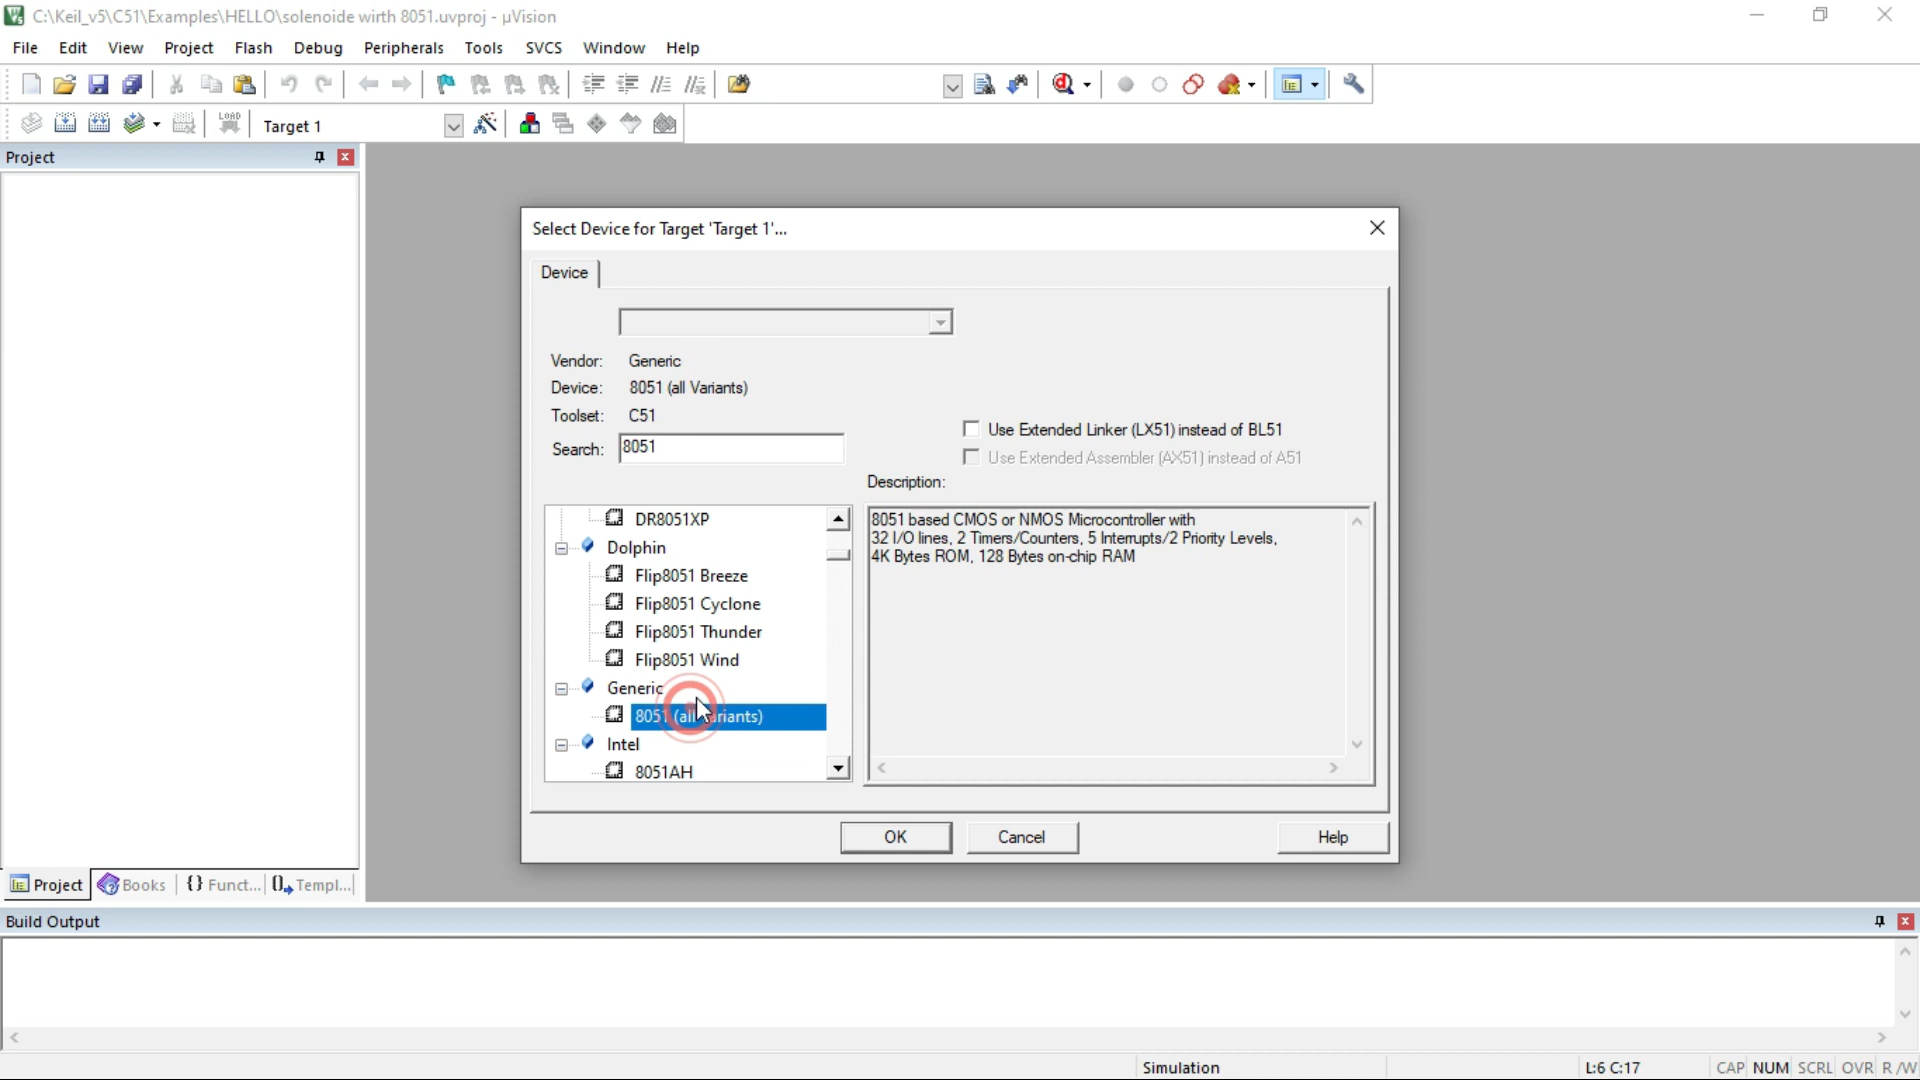 C:\Keil_v5\C51\Examples\HELLO\solenoide wirth 8051.uvproj - µVision
File Edit View Project Flash Debug Peripherals Tools SVCS Window Help
LOAD Target 1
Project
Select Device for Target 'Target 1'...
Device
Vendor: Generic
Device: 8051 (all Variants)
Toolset: C51
Search: 8051
Use Extended Linker (LX51) instead of BL51
Use Extended Assembler (AX51) instead of A51
Description:
DR8051XP
Dolphin
Flip8051 Breeze
Flip8051 Cyclone
Flip8051 Thunder
Flip8051 Wind
Generic
8051 (all Variants)
Intel
8051AH
8051 based CMOS or NMOS Microcontroller with
32 I/O lines, 2 Timers/Counters, 5 Interrupts/2 Priority Levels,
4K Bytes ROM, 128 Bytes on-chip RAM
OK Cancel Help
Project Books {} Funct... Templ...
Build Output
Simulation L:6 C:17 CAP NUM SCRL OVR R/W